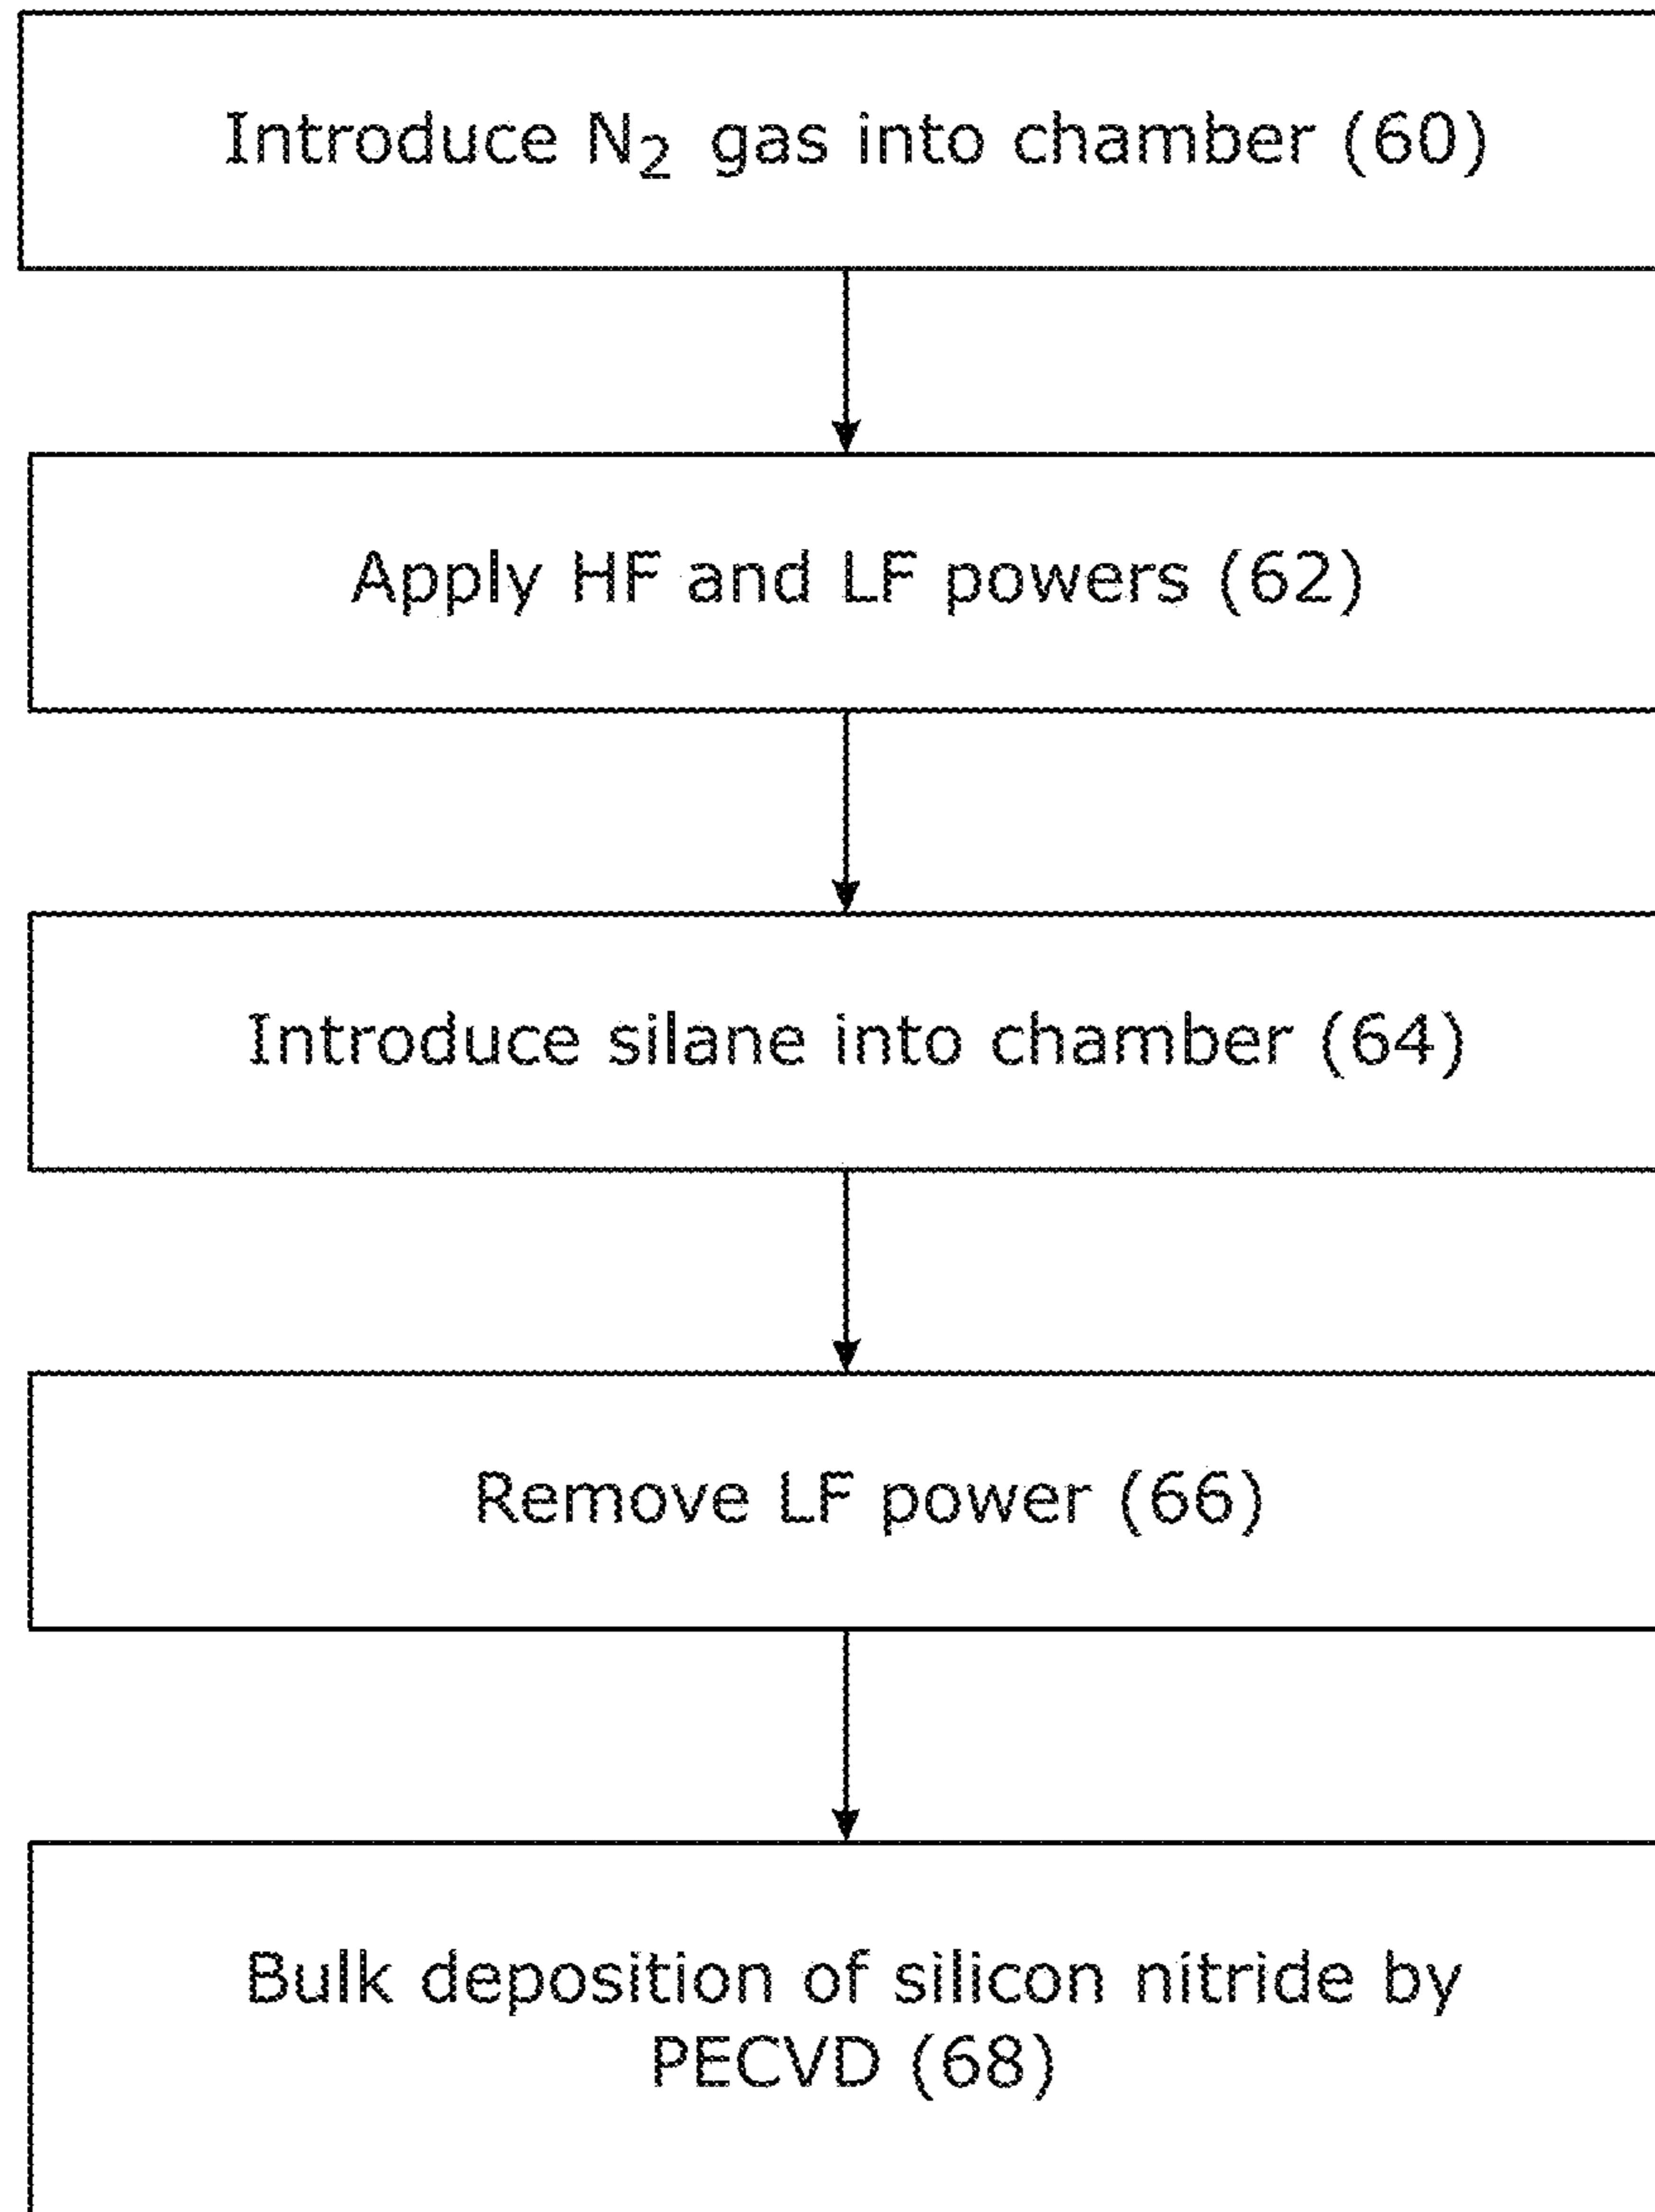 Introduce N₂ gas into chamber (60)
Apply HF and LF powers (62)
Introduce silane into chamber (64)
Remove LF power (66)
Bulk deposition of silicon nitride by
PECVD (68)